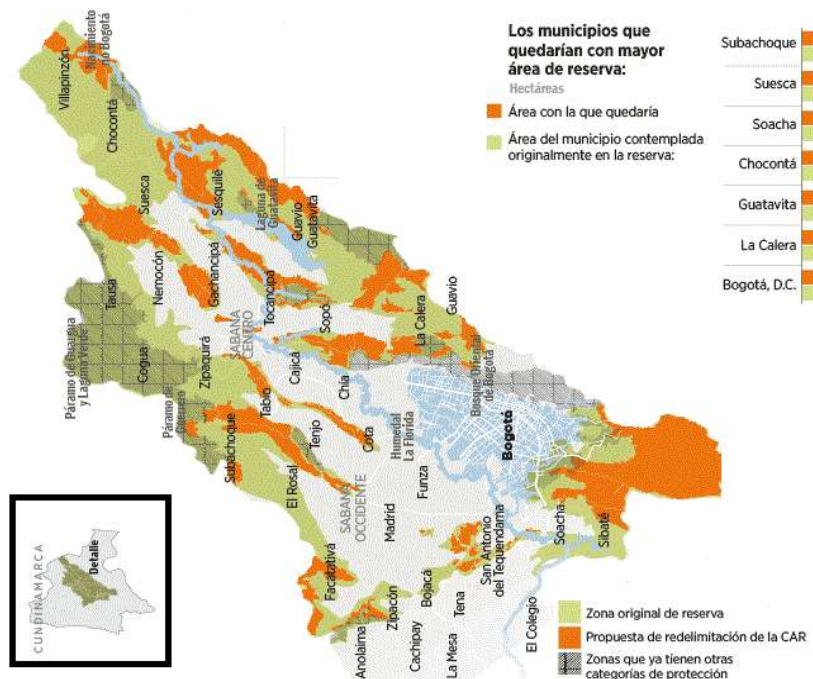 Los municipios que
quedarían con mayor
área de reserva:
Hectáreas
Área con la que quedaría
Área del municipio contemplada
originalmente en la reserva:
Subachoque
Suesca
Soacha
Chocontá
Guatavita
La Calera
Bogotá, D.C.
Villapinzón
Nacimiento
río Bogotá
Chocontá
Suesca
Sesquilé
Laguna de
Guatavita
Guavio
Guatavita
Tausa
Nemocón
Gachancipá
Tocancipá
Sopó
La Calera
Guavio
Páramo de Guargua
y Laguna Verde
Cogua
Zipaquirá
SABANA
CENTRO
Cajicá
Chía
Bosque Oriental
de Bogotá
Páramo de
Guerrero
Subachoque
Tabio
Tenjo
Cota
Humedal
La Florida
Bogotá
El Rosal
SABANA
OCCIDENTE
Madrid
Funza
Facatativá
San Antonio
del Tequendama
Soacha
Sibaté
Anolaima
Zipacón
Bojacá
Cachipay
Tena
La Mesa
El Colegio
CUNDINAMARCA
Detalle
Zona original de reserva
Propuesta de redelimitación de la CAR
Zonas que ya tienen otras
categorías de protección